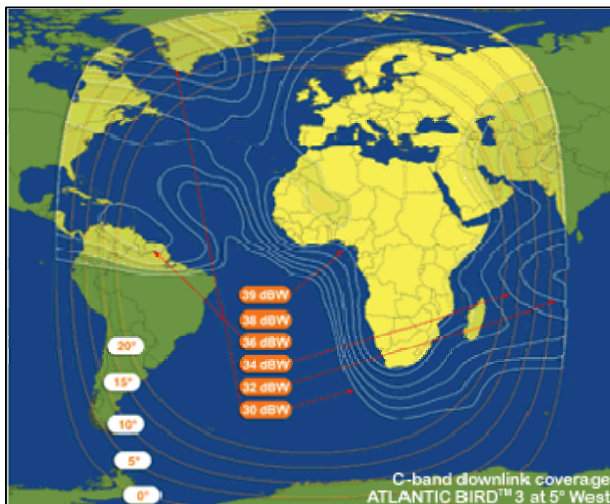 39 dBW
38 dBW
36 dBW
20°
34 dBW
15°
32 dBW
30 dBW
10°
5°
0°
C-band downlink coverage
ATLANTIC BIRD™ 3 at 5° West